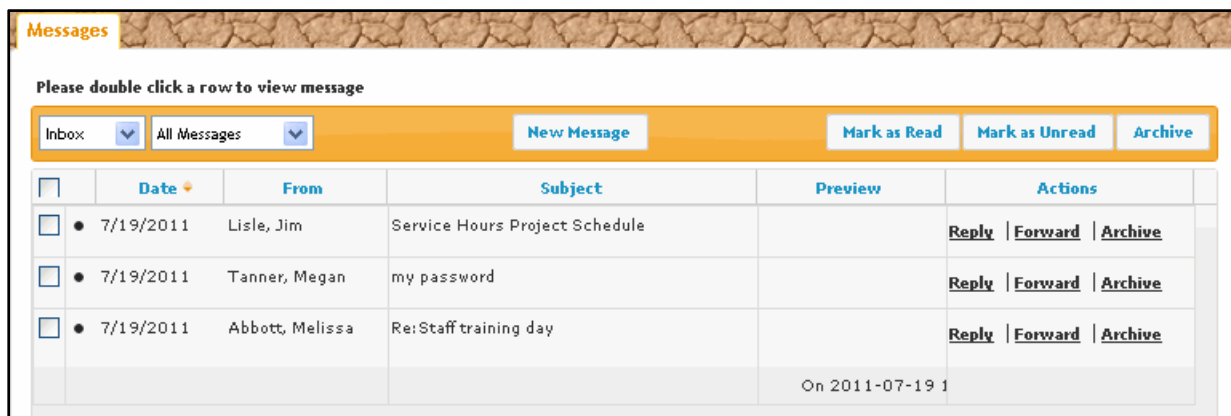 Messages
Please double click a row to view message
Inbox All Messages New Message Mark as Read Mark as Unread Archive
Date From Subject Preview Actions
7/19/2011 Lisle, Jim Service Hours Project Schedule Reply | Forward | Archive
7/19/2011 Tanner, Megan my password Reply | Forward | Archive
7/19/2011 Abbott, Melissa Re:Staff training day Reply | Forward | Archive
On 2011-07-19 1